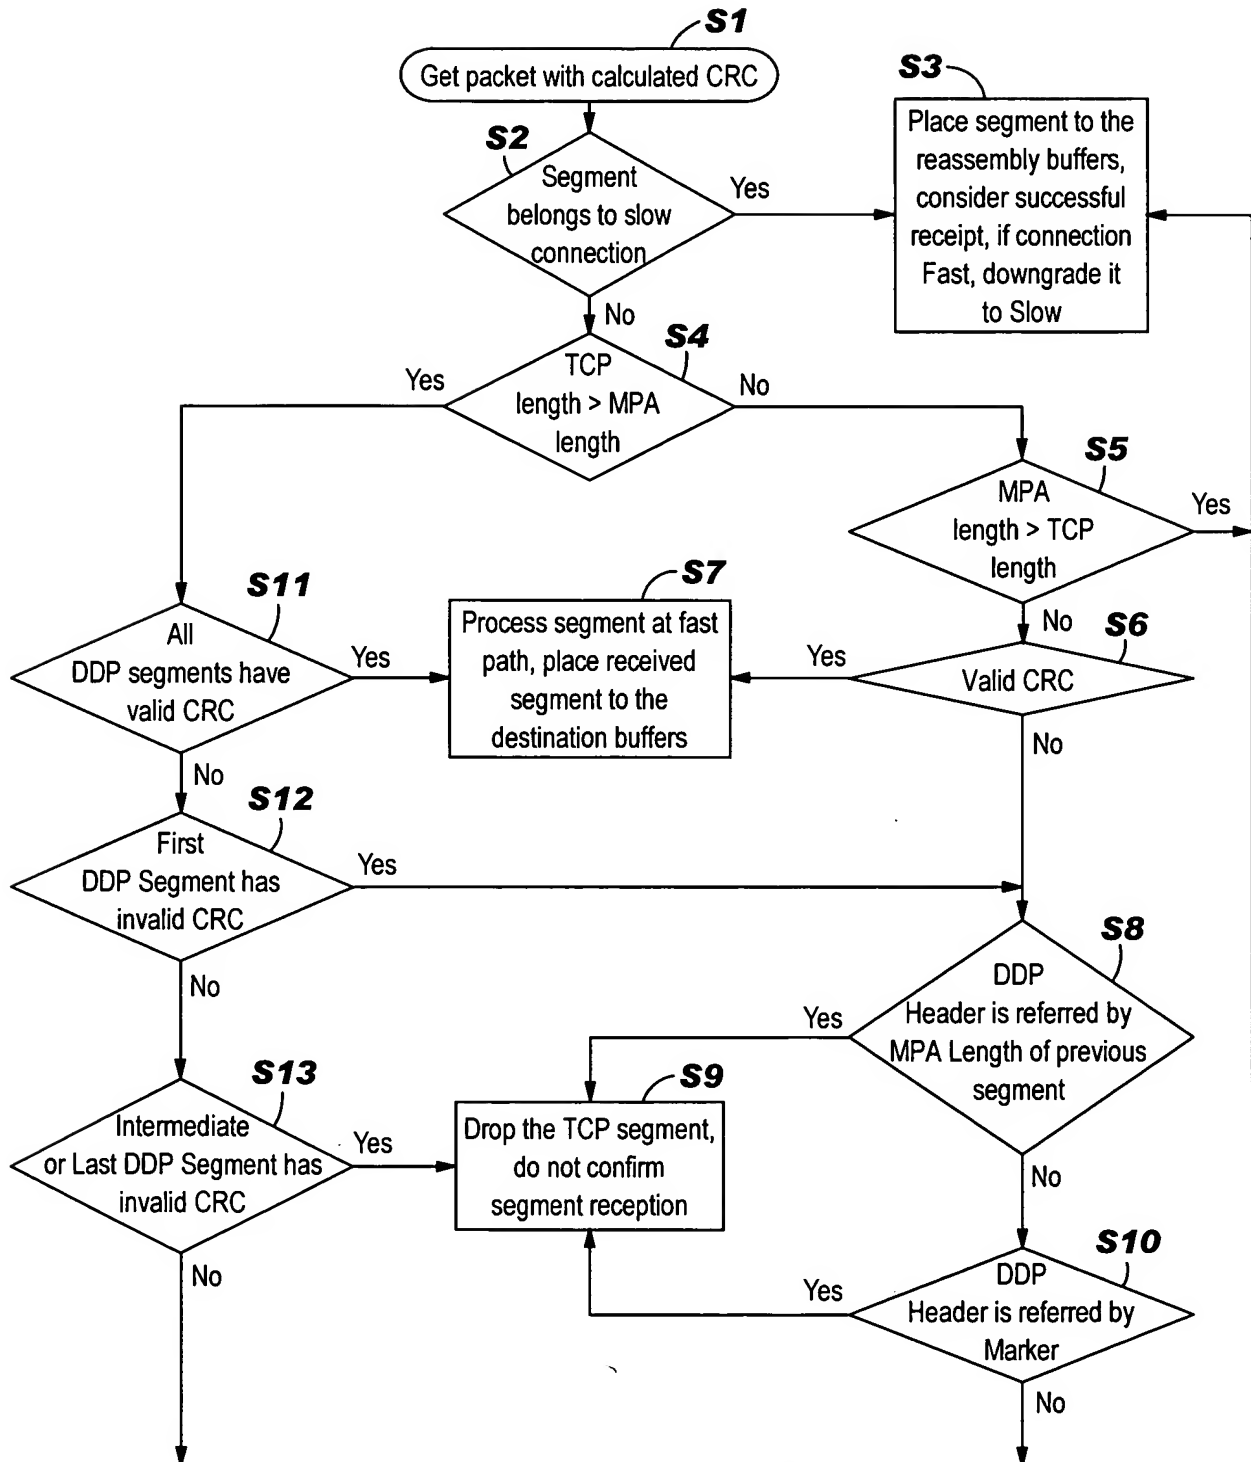 S1
Get packet with calculated CRC
S2
Segment
belongs to slow
connection
Yes
No
S3
Place segment to the
reassembly buffers,
consider successful
receipt, if connection
Fast, downgrade it
to Slow
S4
TCP
length > MPA
length
Yes
No
S5
MPA
length > TCP
length
Yes
No
S6
Valid CRC
Yes
No
S7
Process segment at fast
path, place received
segment to the
destination buffers
S11
All
DDP segments have
valid CRC
Yes
No
S12
First
DDP Segment has
invalid CRC
Yes
No
S8
DDP
Header is referred by
MPA Length of previous
segment
Yes
No
S13
Intermediate
or Last DDP Segment has
invalid CRC
Yes
No
S9
Drop the TCP segment,
do not confirm
segment reception
S10
DDP
Header is referred by
Marker
Yes
No